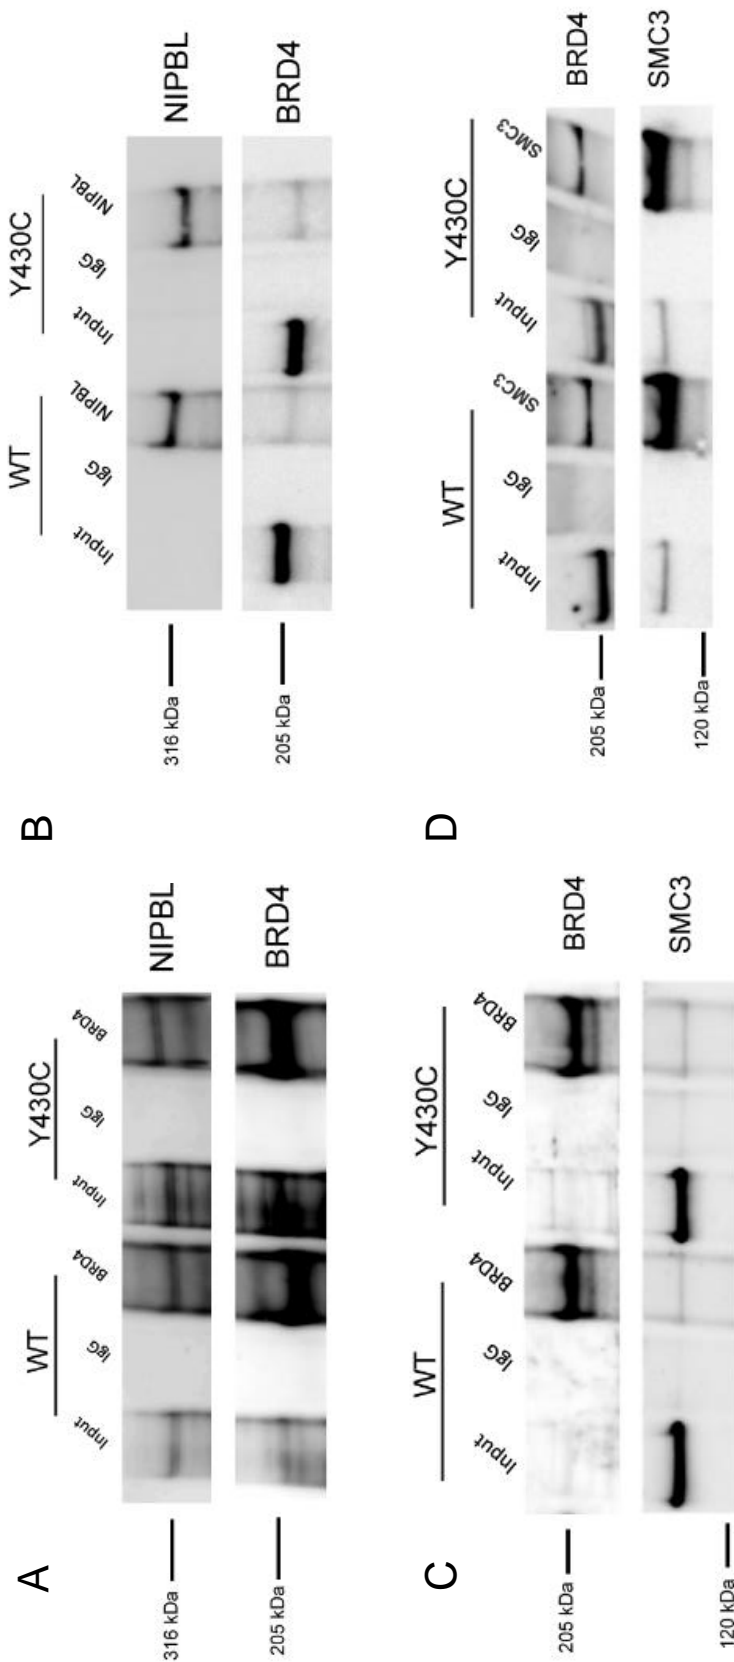 A
WT Y430C
Input IgG BRD4 Input IgG BRD4
316 kDa NIPBL
205 kDa BRD4
B
WT Y430C
Input IgG NIPBL Input IgG NIPBL
316 kDa NIPBL
205 kDa BRD4
C
WT Y430C
Input IgG BRD4 Input IgG BRD4
205 kDa BRD4
120 kDa SMC3
D
WT Y430C
Input IgG SMC3 Input IgG SMC3
205 kDa BRD4
120 kDa SMC3